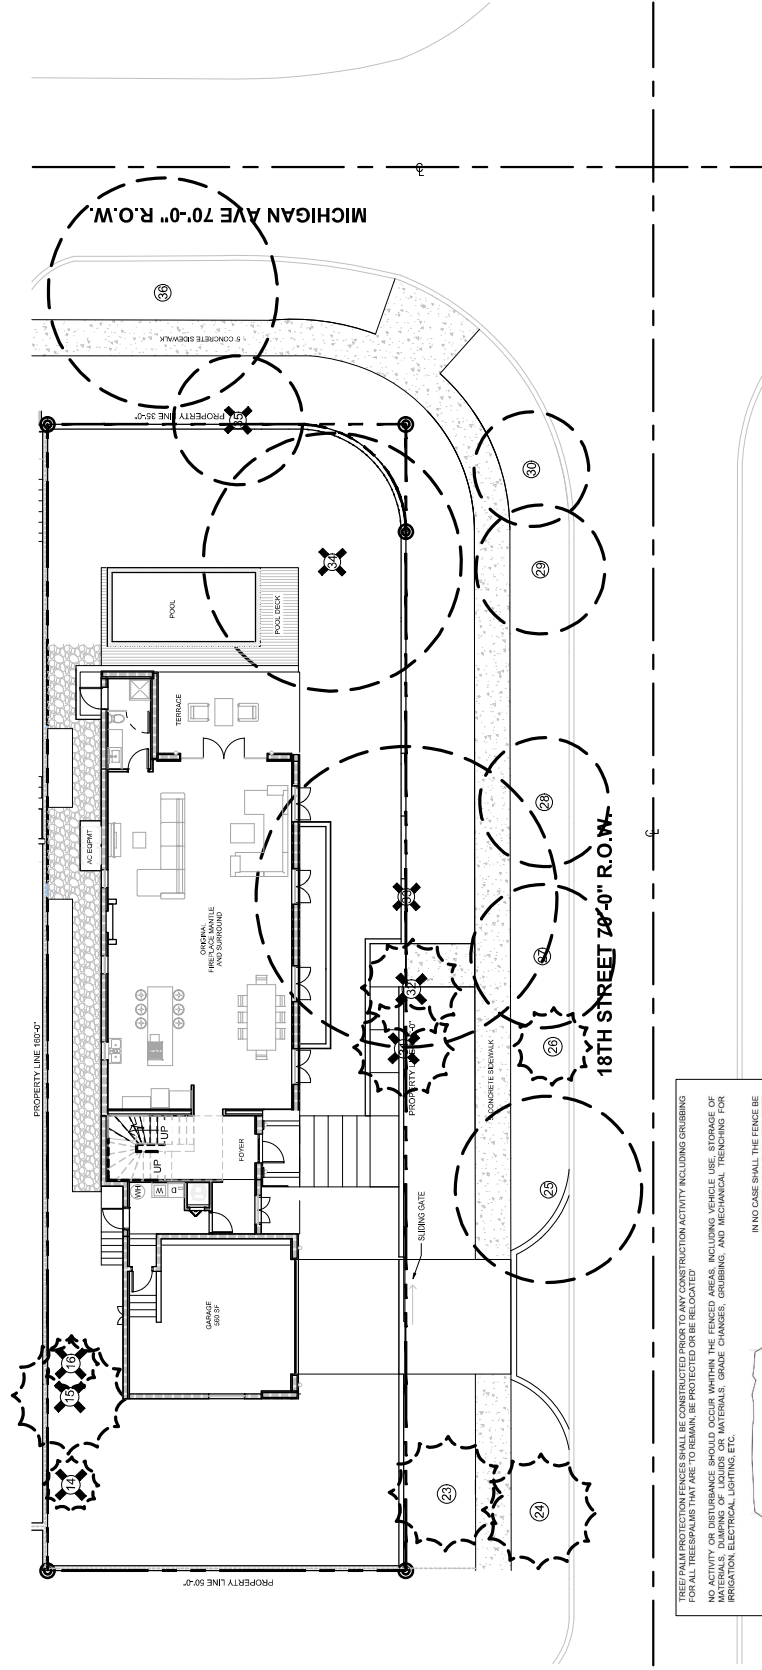 MICHIGAN AVE 70'-0" R.O.W.
36
5' CONCRETE SIDEWALK
PROPERTY LINE 35'-0"
35
30
34
29
POOL
POOL DECK
TERRACE
28
18TH STREET 70'-0" R.O.W.
AC EQPMT
33
ORIGINAL
FIREPLACE MANTLE
AND SURROUND
27
32
PROPERTY LINE 160'-0"
31
PROPERTY LINE
26
CONCRETE SIDEWALK
UP
UP
FOYER
WH
W
D
25
SLIDING GATE
GARAGE
560 SF
16
15
14
23
24
PROPERTY LINE 50'-0"
TREE/ PALM PROTECTION FENCES SHALL BE CONSTRUCTED PRIOR TO ANY CONSTRUCTION ACTIVITY INCLUDING GRUBBING
FOR ALL TREES/PALMS THAT ARE 'TO REMAIN, BE PROTECTED OR BE RELOCATED'
NO ACTIVITY OR DISTURBANCE SHOULD OCCUR WITHIN THE FENCED AREAS, INCLUDING VEHICLE USE, STORAGE OF
MATERIALS, DUMPING OF LIQUIDS OR MATERIALS, GRADE CHANGES, GRUBBING, AND MECHANICAL TRENCHING FOR
IRRIGATION, ELECTRICAL, LIGHTING, ETC.
IN NO CASE SHALL THE FENCE BE